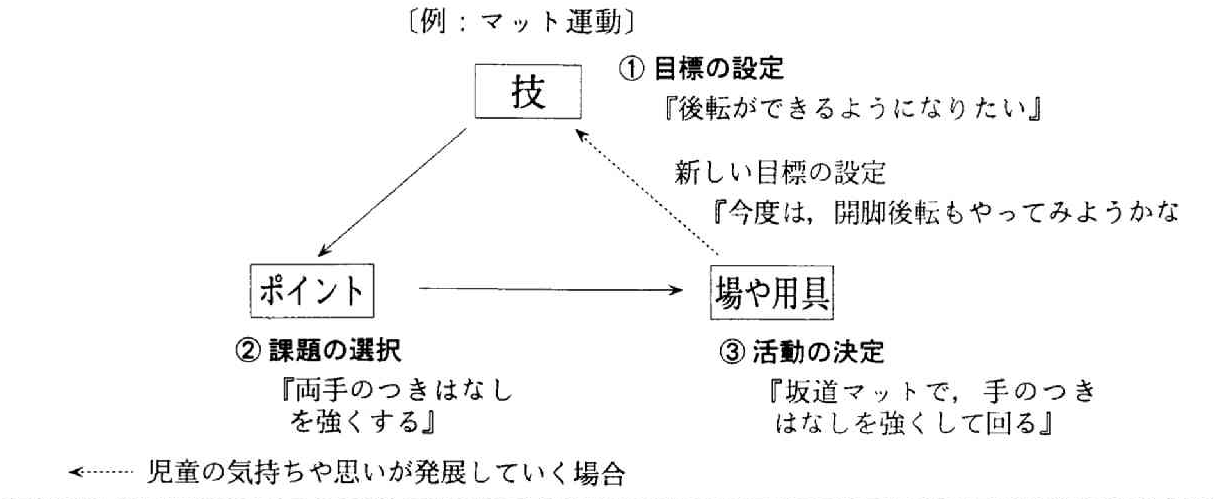 〔例：マット運動〕
技
① 目標の設定
『後転ができるようになりたい』
新しい目標の設定
『今度は，開脚後転もやってみようかな
ポイント
② 課題の選択
『両手のつきはなし
を強くする』
場や用具
③ 活動の決定
『坂道マットで，手のつき
はなしを強くして回る』
児童の気持ちや思いが発展していく場合